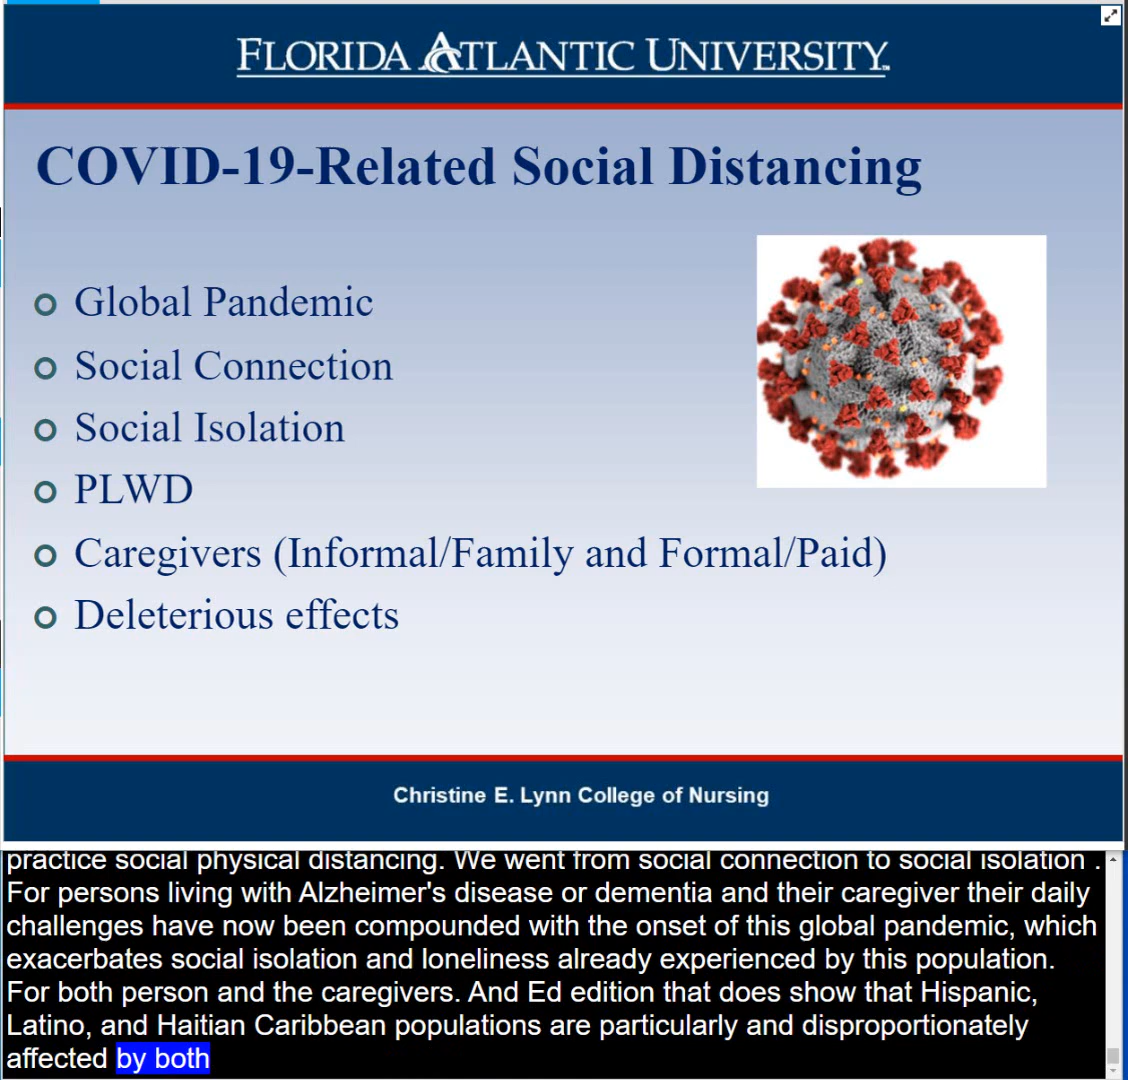 FLORIDA ATLANTIC UNIVERSITY™
COVID-19-Related Social Distancing
Global Pandemic
Social Connection
Social Isolation
PLWD
Caregivers (Informal/Family and Formal/Paid)
Deleterious effects
Christine E. Lynn College of Nursing
practice social physical distancing. We went from social connection to social isolation .
For persons living with Alzheimer's disease or dementia and their caregiver their daily
challenges have now been compounded with the onset of this global pandemic, which
exacerbates social isolation and loneliness already experienced by this population.
For both person and the caregivers. And Ed edition that does show that Hispanic,
Latino, and Haitian Caribbean populations are particularly and disproportionately
affected by both